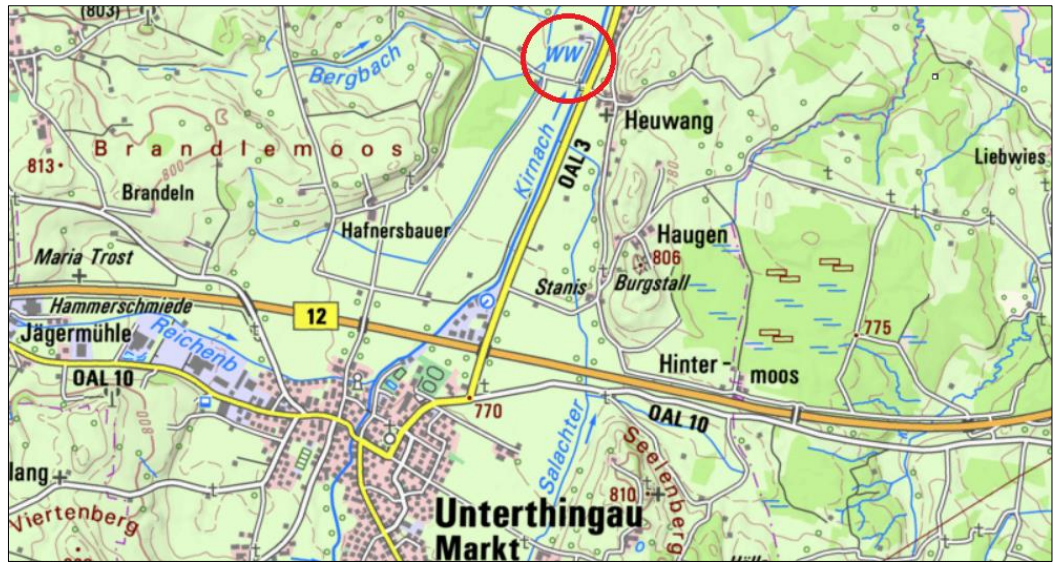 (803)
WW
Bergbach
Heuwang
Brandlemoos
813
800
Kirnach
OAL 3
780
Liebwies
Brandeln
Hafnersbauer
Haugen
806
Maria Trost
Stanis
Burgstall
Hammerschmiede
12
Jägermühle
Reichenb
775
Hinter-
moos
OAL 10
770
OAL 10
800
Salachter
Seelenberg
lang
810
Viertenberg
Unterthingau
Markt